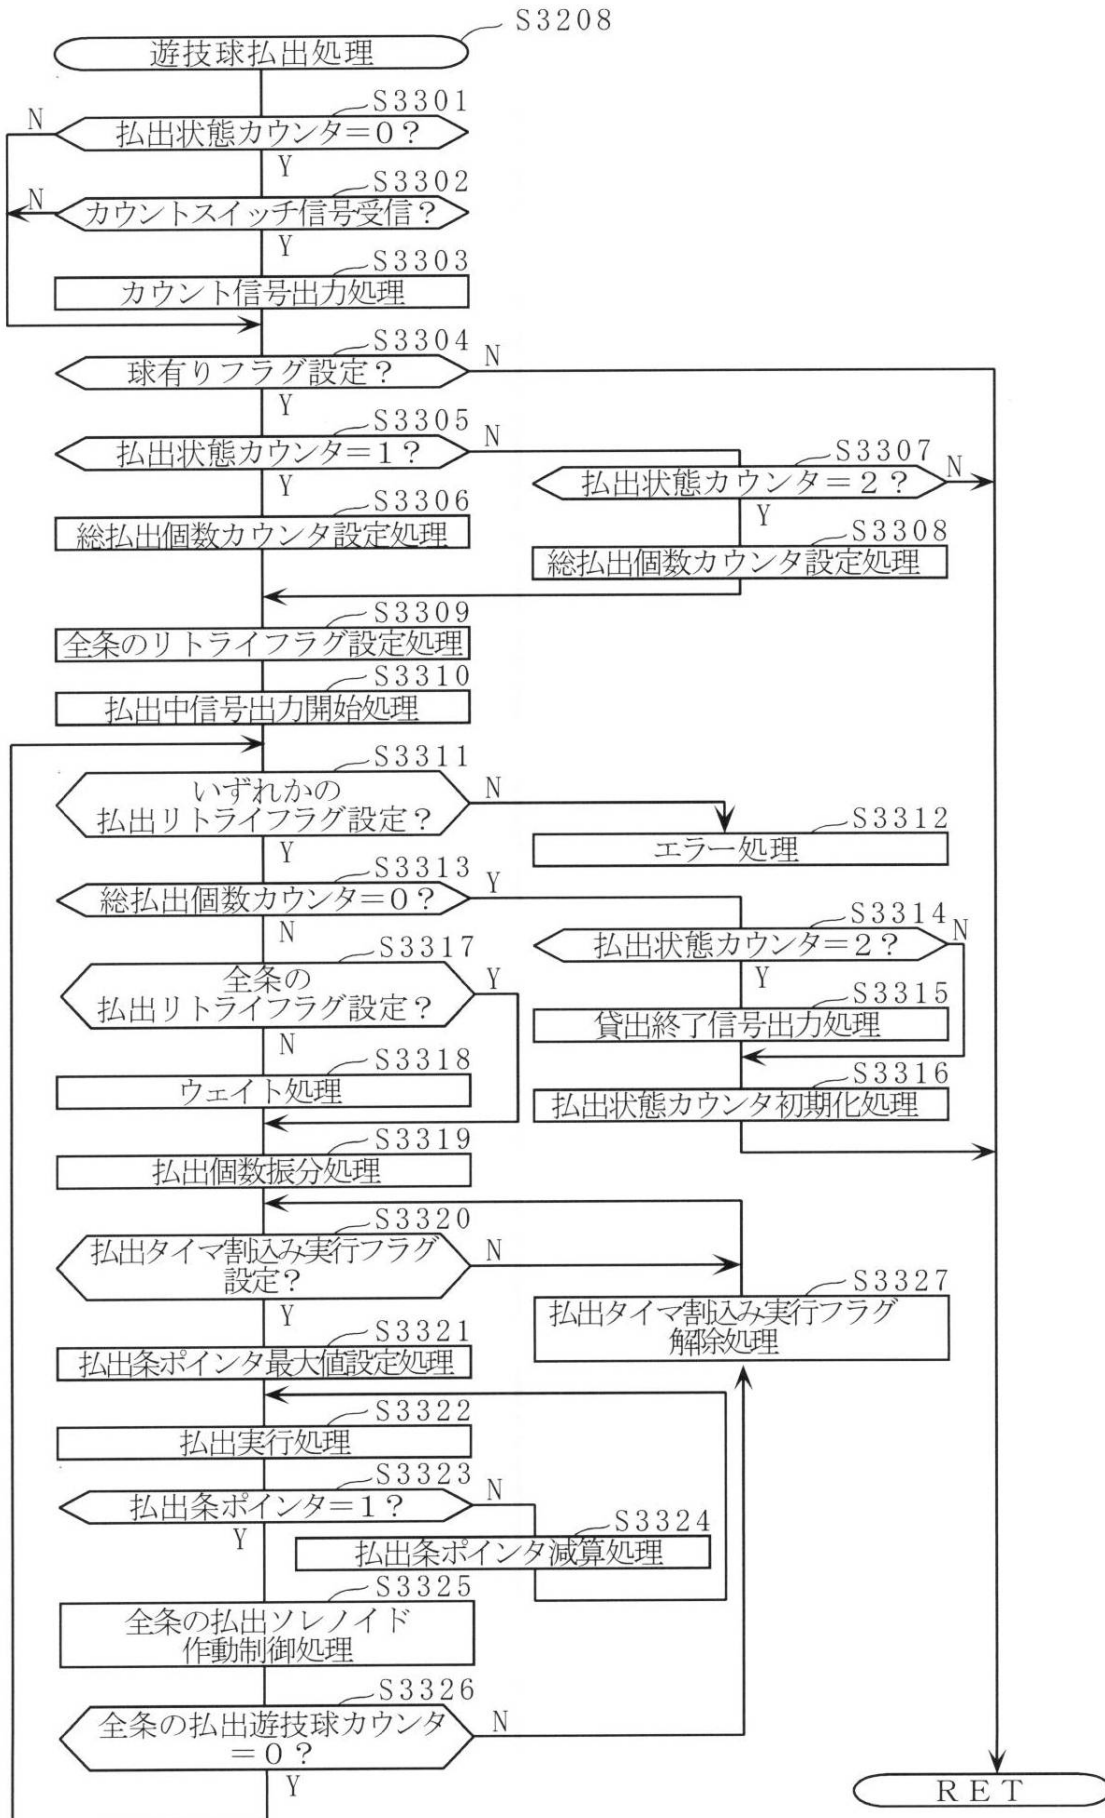 S3208
遊技球払出処理
S3301
N
払出状態カウンタ＝0？
Y
S3302
N
カウントスイッチ信号受信？
Y
S3303
カウント信号出力処理
S3304
球有りフラグ設定？
N
Y
S3305
払出状態カウンタ＝1？
N
Y
S3307
払出状態カウンタ＝2？
N
Y
S3306
総払出個数カウンタ設定処理
S3308
総払出個数カウンタ設定処理
S3309
全条のリトライフラグ設定処理
S3310
払出中信号出力開始処理
S3311
いずれかの
払出リトライフラグ設定？
N
Y
S3312
エラー処理
S3313
総払出個数カウンタ＝0？
Y
N
S3314
払出状態カウンタ＝2？
N
Y
S3315
貸出終了信号出力処理
S3316
払出状態カウンタ初期化処理
S3317
全条の
払出リトライフラグ設定？
Y
N
S3318
ウェイト処理
S3319
払出個数振分処理
S3320
払出タイマ割込み実行フラグ
設定？
N
Y
S3327
払出タイマ割込み実行フラグ
解除処理
S3321
払出条ポインタ最大値設定処理
S3322
払出実行処理
S3323
払出条ポインタ＝1？
N
Y
S3324
払出条ポインタ減算処理
S3325
全条の払出ソレノイド
作動制御処理
S3326
全条の払出遊技球カウンタ
＝0？
N
Y
RET